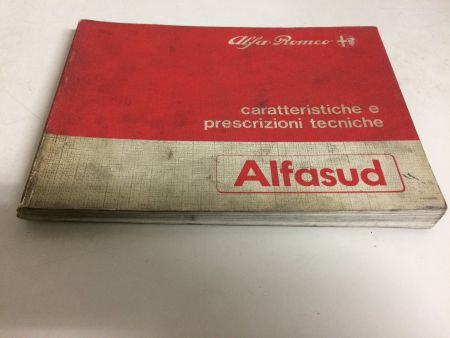 Alfa-Romeo
caratteristiche e
prescrizioni tecniche
Alfasud